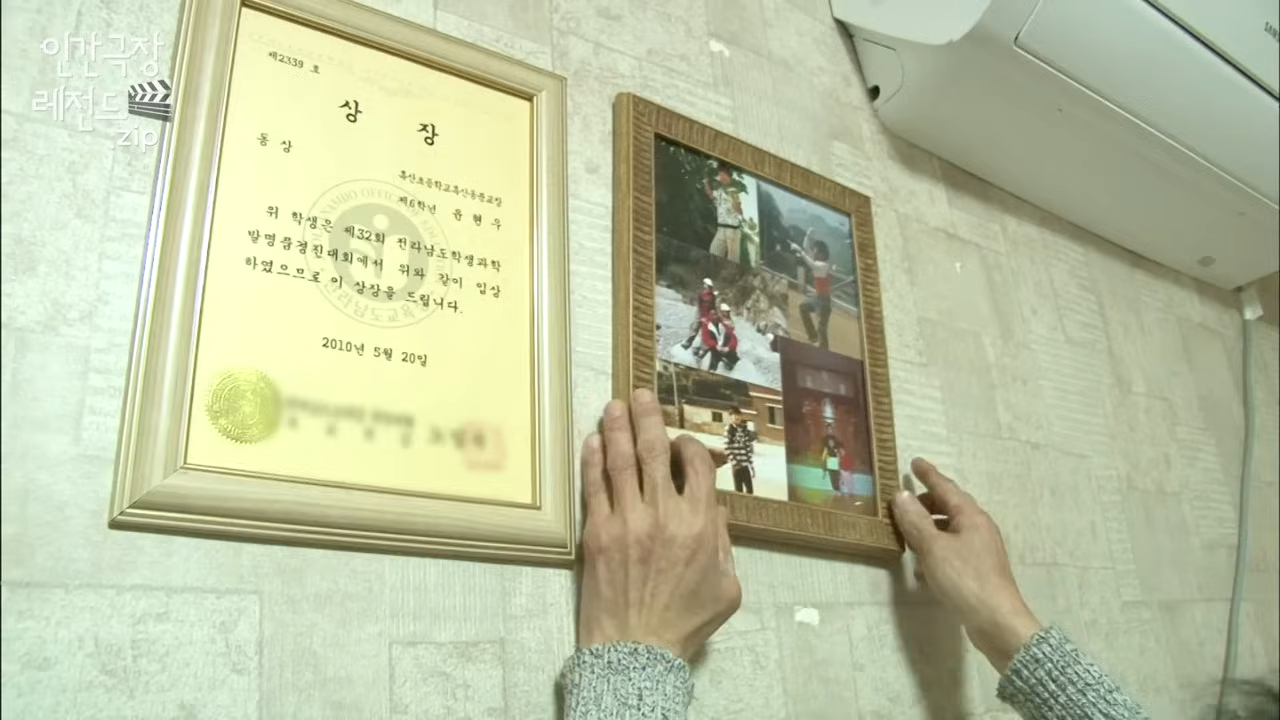 인간극장
레전드
.zip
제2339 호
상 장
동 상
흑산초등학교흑산동분교장
제6학년 윤 현 우
위 학생은 제32회 전라남도학생과학
발명품경진대회에서 위와 같이 입상
하였으므로 이 상장을 드립니다.
2010년 5월 20일